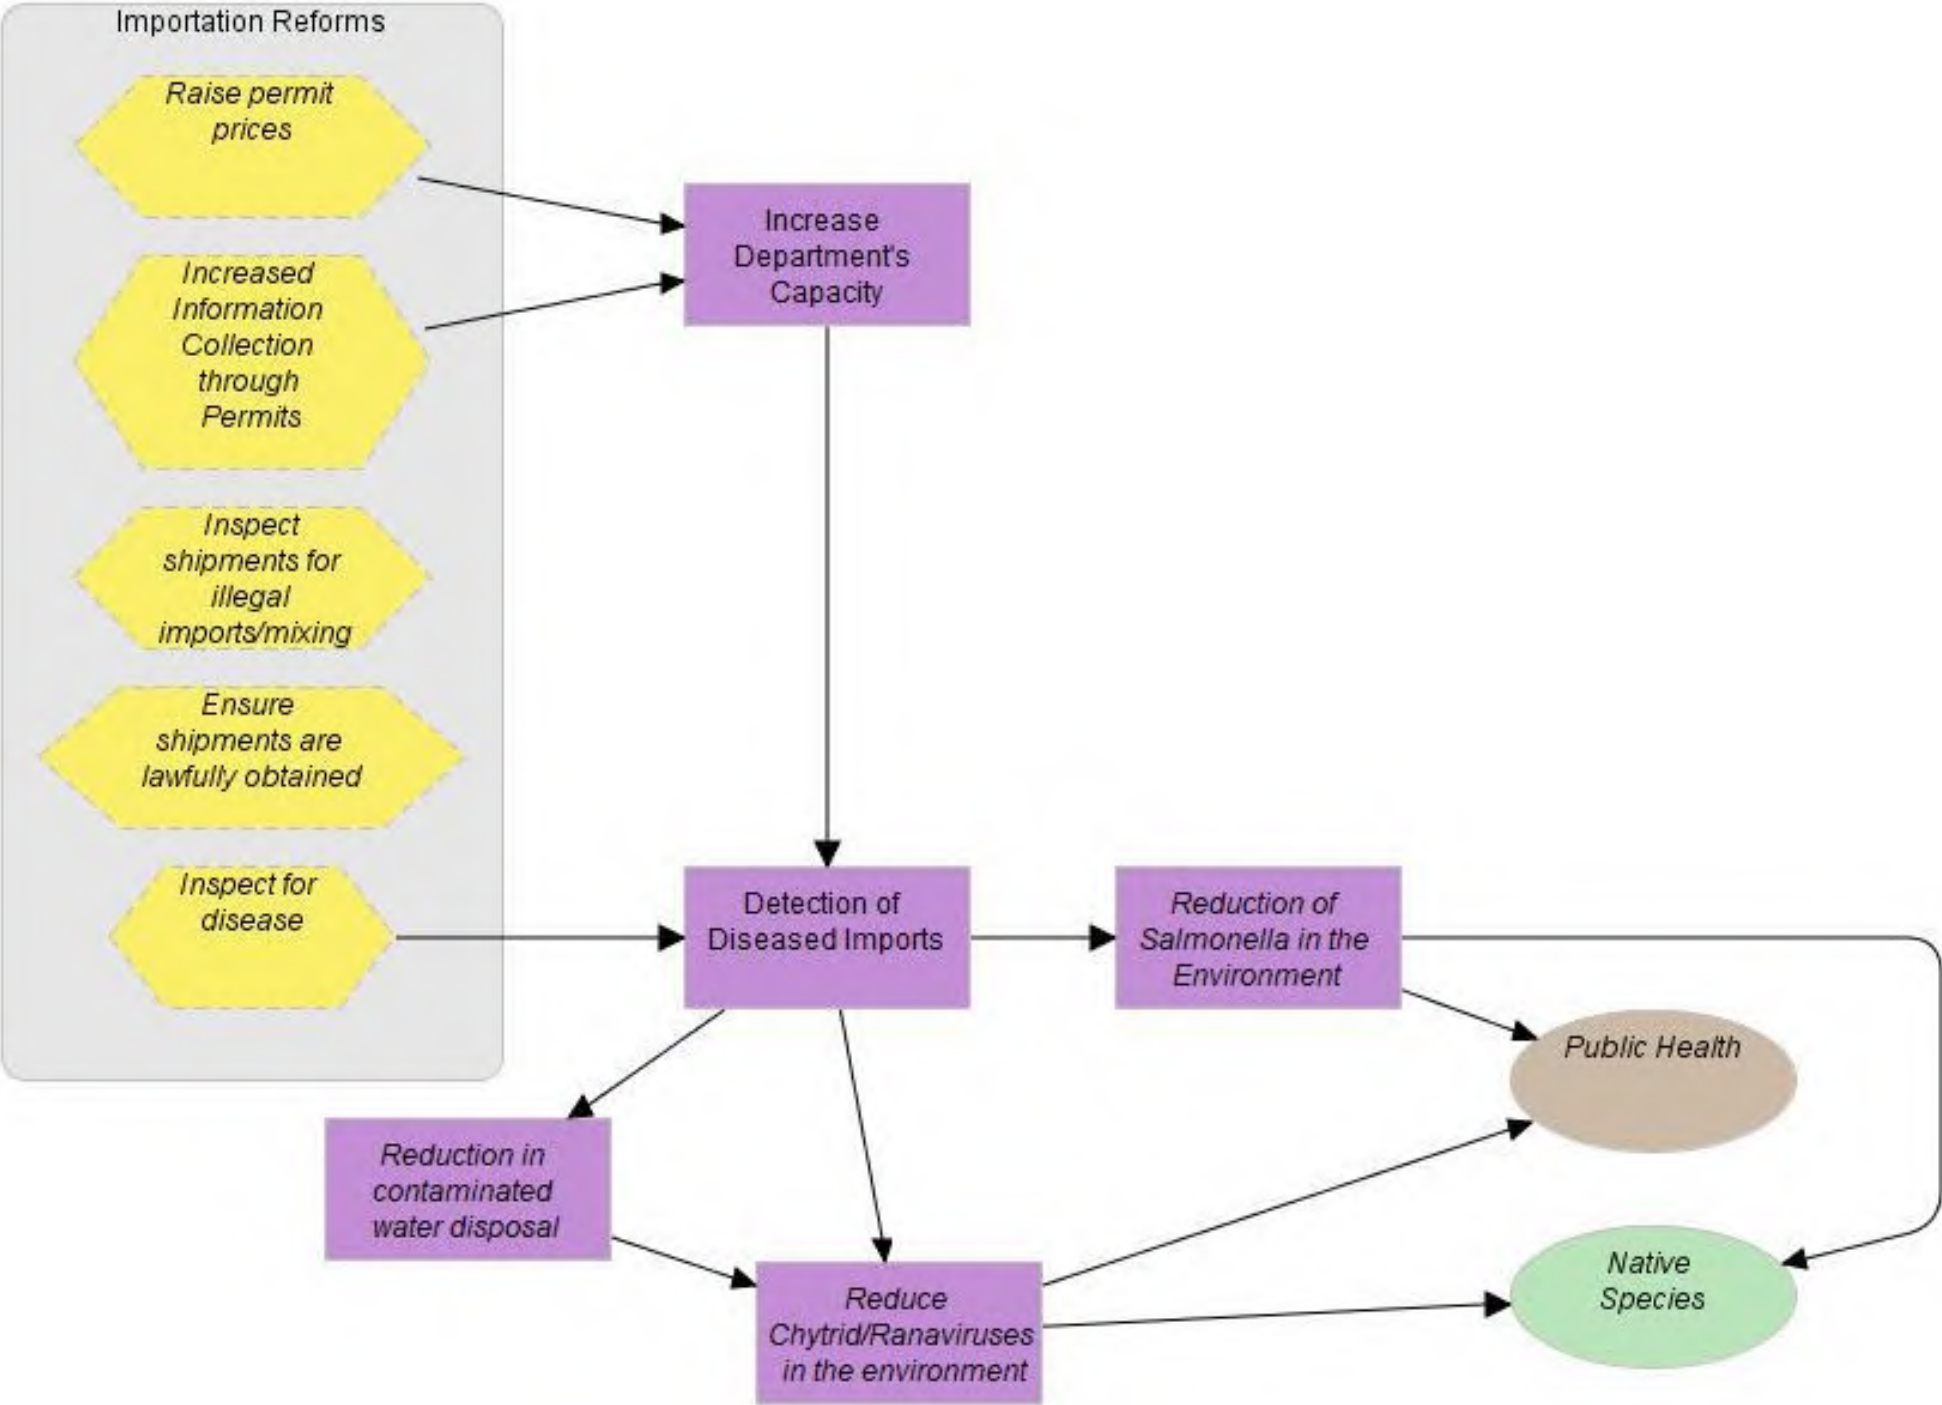 Importation Reforms
Raise permit
prices
Increased
Information
Collection
through
Permits
Inspect
shipments for
illegal
imports/mixing
Ensure
shipments are
lawfully obtained
Inspect for
disease
Increase
Department's
Capacity
Detection of
Diseased Imports
Reduction of
Salmonella in the
Environment
Public Health
Reduction in
contaminated
water disposal
Reduce
Chytrid/Ranaviruses
in the environment
Native
Species